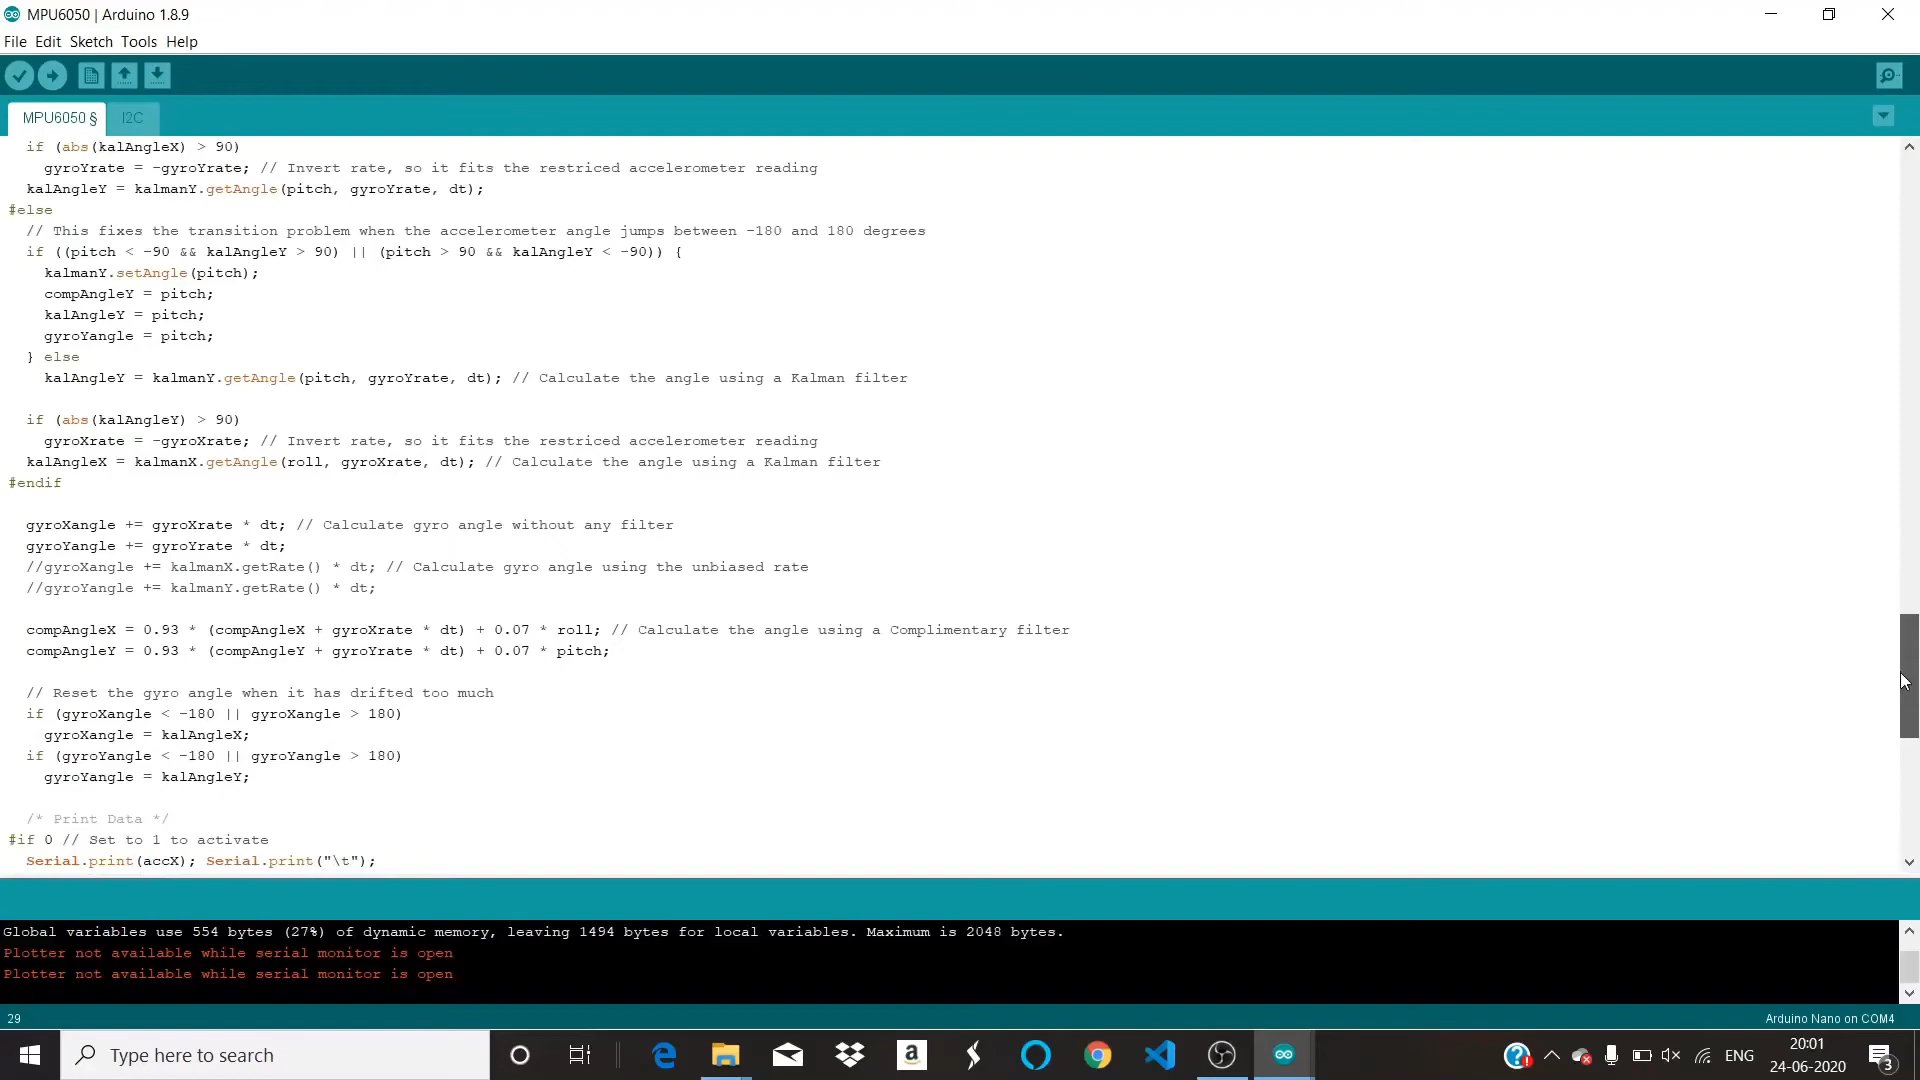 MPU6050 | Arduino 1.8.9
File Edit Sketch Tools Help
MPU6050 § I2C
if (abs(kalAngleX) > 90)
gyroYrate = -gyroYrate; // Invert rate, so it fits the restriced accelerometer reading
kalAngleY = kalmanY.getAngle(pitch, gyroYrate, dt);
#else
// This fixes the transition problem when the accelerometer angle jumps between -180 and 180 degrees
if ((pitch < -90 && kalAngleY > 90) || (pitch > 90 && kalAngleY < -90)) {
kalmanY.setAngle(pitch);
compAngleY = pitch;
kalAngleY = pitch;
gyroYangle = pitch;
} else
kalAngleY = kalmanY.getAngle(pitch, gyroYrate, dt); // Calculate the angle using a Kalman filter
if (abs(kalAngleY) > 90)
gyroXrate = -gyroXrate; // Invert rate, so it fits the restriced accelerometer reading
kalAngleX = kalmanX.getAngle(roll, gyroXrate, dt); // Calculate the angle using a Kalman filter
#endif
gyroXangle += gyroXrate * dt; // Calculate gyro angle without any filter
gyroYangle += gyroYrate * dt;
//gyroXangle += kalmanX.getRate() * dt; // Calculate gyro angle using the unbiased rate
//gyroYangle += kalmanY.getRate() * dt;
compAngleX = 0.93 * (compAngleX + gyroXrate * dt) + 0.07 * roll; // Calculate the angle using a Complimentary filter
compAngleY = 0.93 * (compAngleY + gyroYrate * dt) + 0.07 * pitch;
// Reset the gyro angle when it has drifted too much
if (gyroXangle < -180 || gyroXangle > 180)
gyroXangle = kalAngleX;
if (gyroYangle < -180 || gyroYangle > 180)
gyroYangle = kalAngleY;
/* Print Data */
#if 0 // Set to 1 to activate
Serial.print(accX); Serial.print("\t");
Global variables use 554 bytes (27%) of dynamic memory, leaving 1494 bytes for local variables. Maximum is 2048 bytes.
Plotter not available while serial monitor is open
Plotter not available while serial monitor is open
29
Arduino Nano on COM4
Type here to search
ENG
20:01
24-06-2020
3